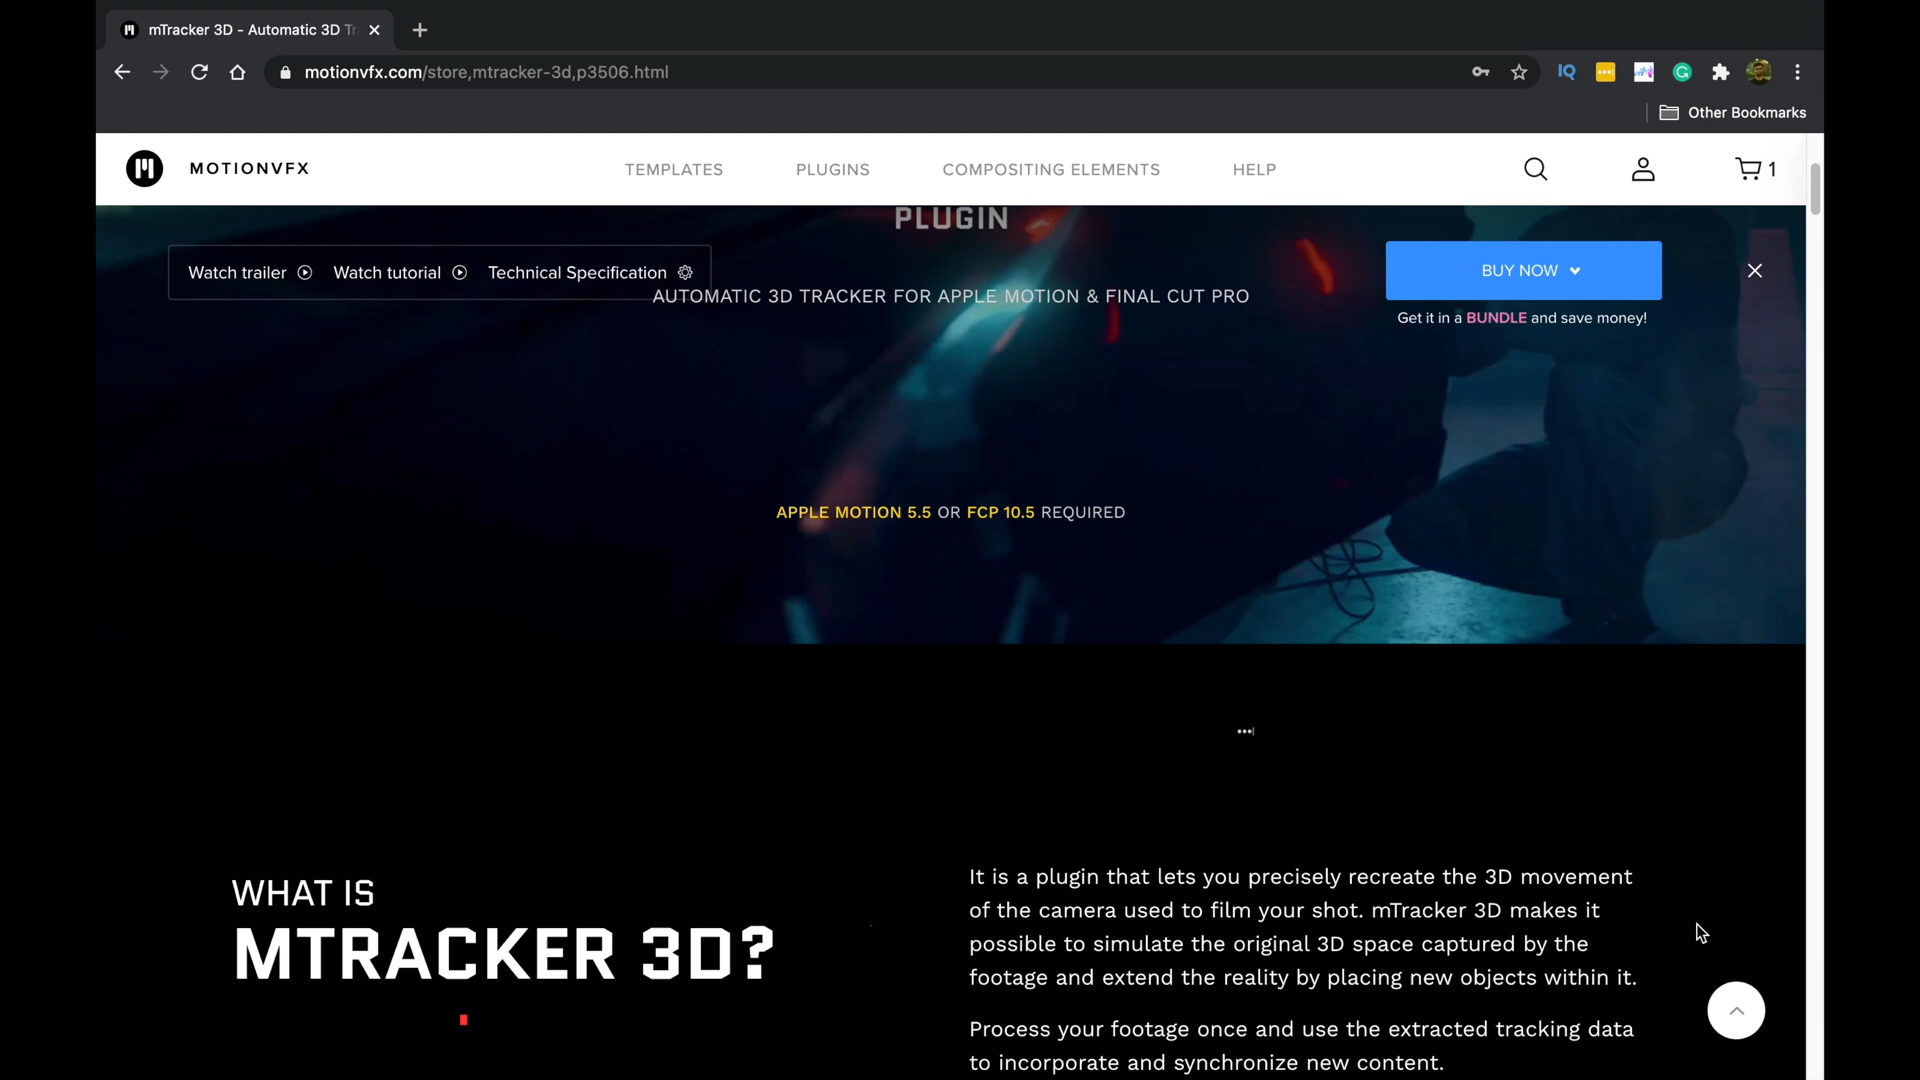 mTracker 3D - Automatic 3D Tr
motionvfx.com/store,mtracker-3d,p3506.html
IQ
Other Bookmarks
MOTIONVFX
TEMPLATES
PLUGINS
COMPOSITING ELEMENTS
HELP
1
PLUGIN
Watch trailer
Watch tutorial
Technical Specification
BUY NOW
AUTOMATIC 3D TRACKER FOR APPLE MOTION & FINAL CUT PRO
Get it in a BUNDLE and save money!
APPLE MOTION 5.5 OR FCP 10.5 REQUIRED
WHAT IS
MTRACKER 3D?
It is a plugin that lets you precisely recreate the 3D movement
of the camera used to film your shot. mTracker 3D makes it
possible to simulate the original 3D space captured by the
footage and extend the reality by placing new objects within it.
Process your footage once and use the extracted tracking data
to incorporate and synchronize new content.